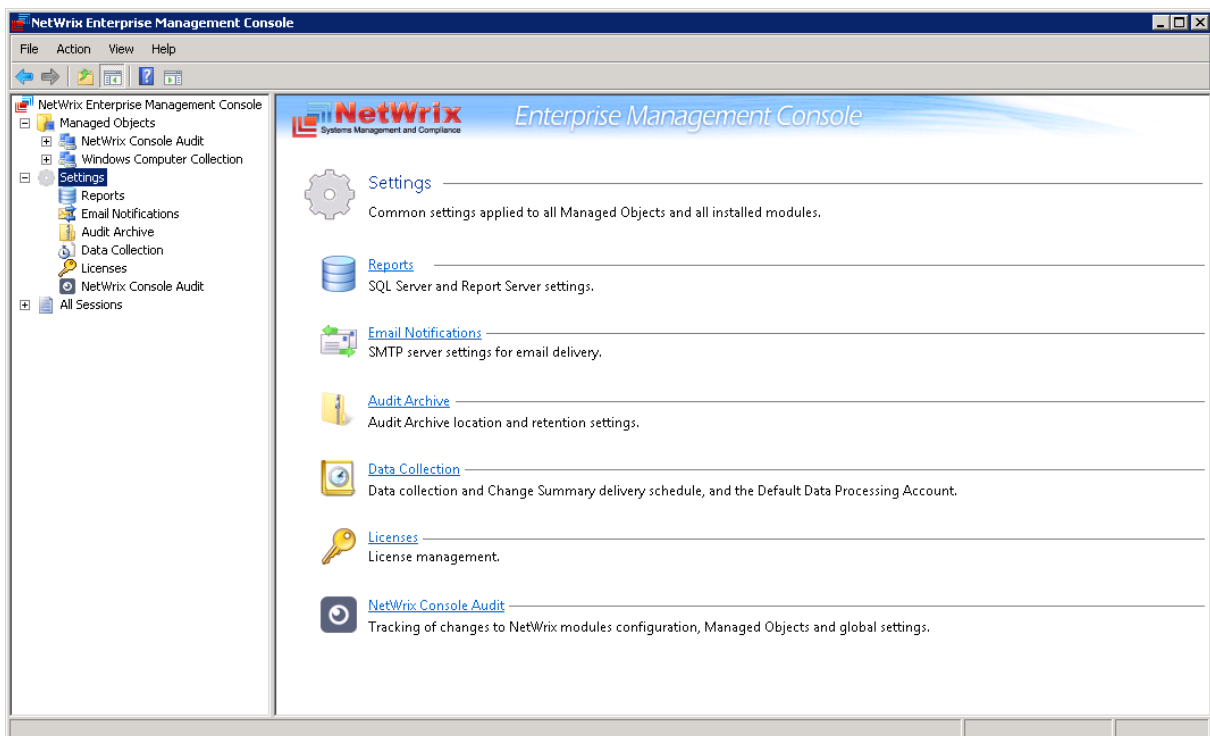 NetWrix Enterprise Management Console
File Action View Help
NetWrix Enterprise Management Console
Managed Objects
NetWrix Console Audit
Windows Computer Collection
Settings
Reports
Email Notifications
Audit Archive
Data Collection
Licenses
NetWrix Console Audit
All Sessions
NetWrix
Systems Management and Compliance
Enterprise Management Console
Settings
Common settings applied to all Managed Objects and all installed modules.
Reports
SQL Server and Report Server settings.
Email Notifications
SMTP server settings for email delivery.
Audit Archive
Audit Archive location and retention settings.
Data Collection
Data collection and Change Summary delivery schedule, and the Default Data Processing Account.
Licenses
License management.
NetWrix Console Audit
Tracking of changes to NetWrix modules configuration, Managed Objects and global settings.